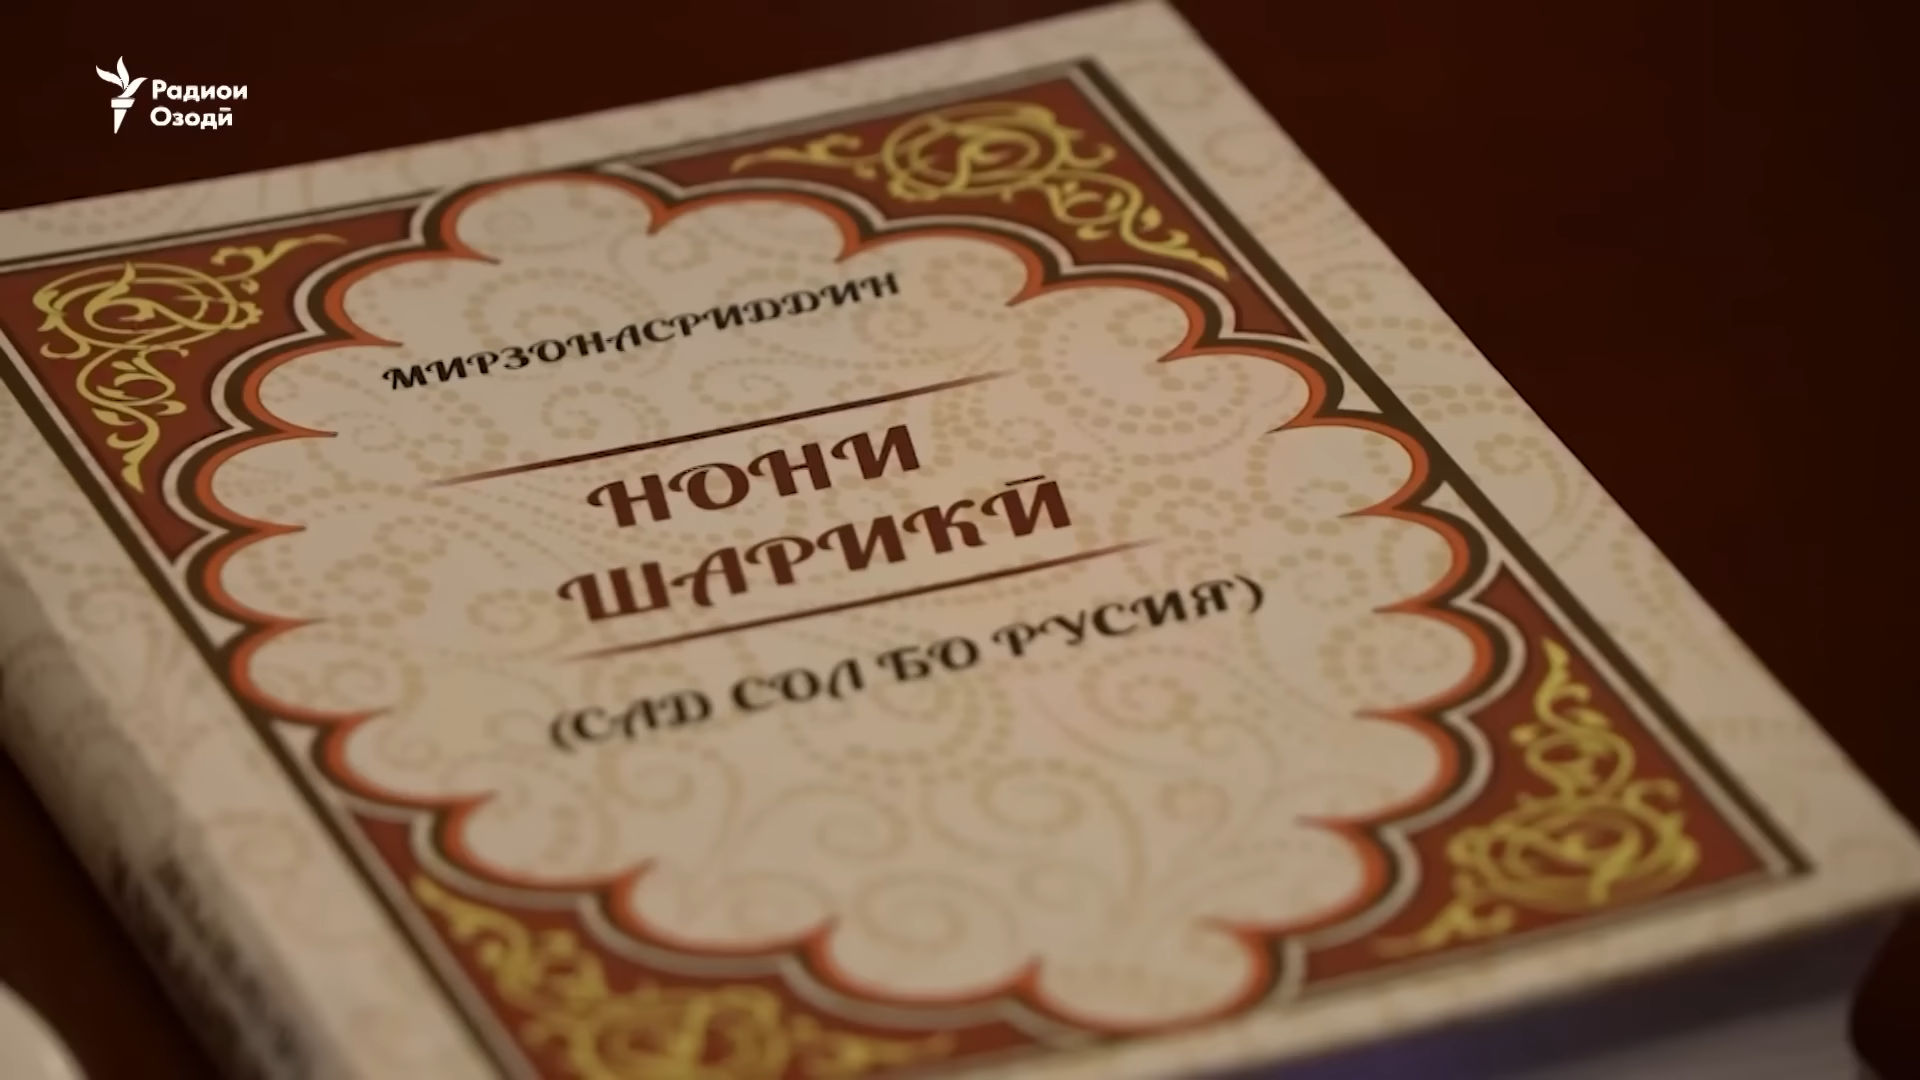 Радиои
Озодӣ
МИРЗОНАСРИДДИН
НОНИ
ШАРИКӢ
(САД СОЛ БО РУСИЯ)